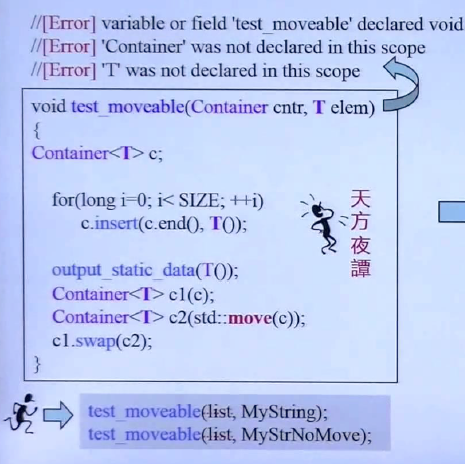 //[Error] variable or field 'test_moveable' declared void
//[Error] 'Container' was not declared in this scope
//[Error] 'T' was not declared in this scope
void test_moveable(Container cntr, T elem)
{
Container<T> c;
for(long i=0; i< SIZE; ++i)
c.insert(c.end(), T());
output_static_data(T());
Container<T> c1(c);
Container<T> c2(std::move(c));
c1.swap(c2);
}
天方夜譚
test_moveable(list, MyString);
test_moveable(list, MyStrNoMove);